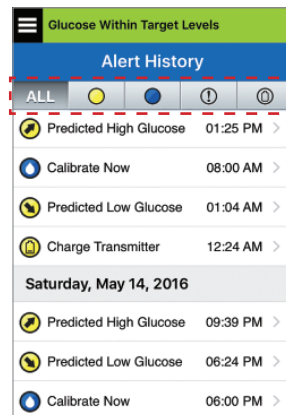 Glucose Within Target Levels
Alert History
ALL
Predicted High Glucose 01:25 PM
Calibrate Now 08:00 AM
Predicted Low Glucose 01:04 AM
Charge Transmitter 12:24 AM
Saturday, May 14, 2016
Predicted High Glucose 09:39 PM
Predicted Low Glucose 06:24 PM
Calibrate Now 06:00 PM